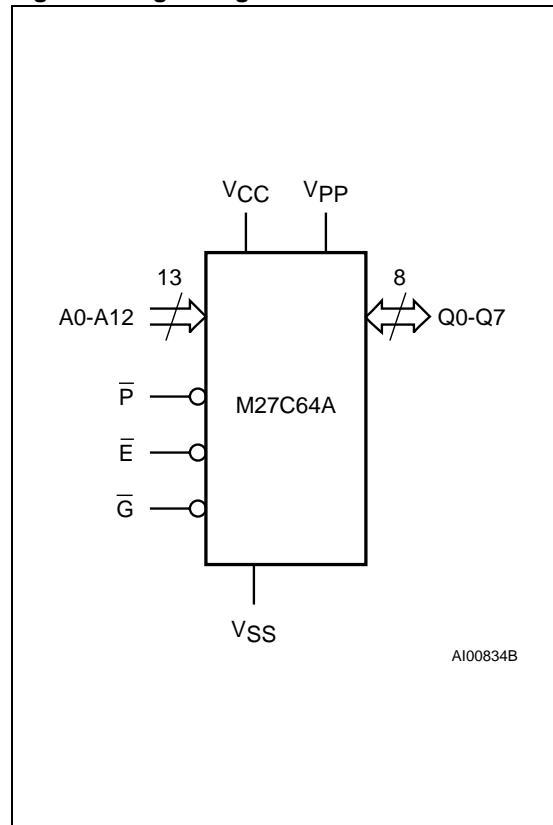 VCC VPP
13 8
A0-A12 Q0-Q7
P̅
M27C64A
E̅
G̅
VSS
AI00834B